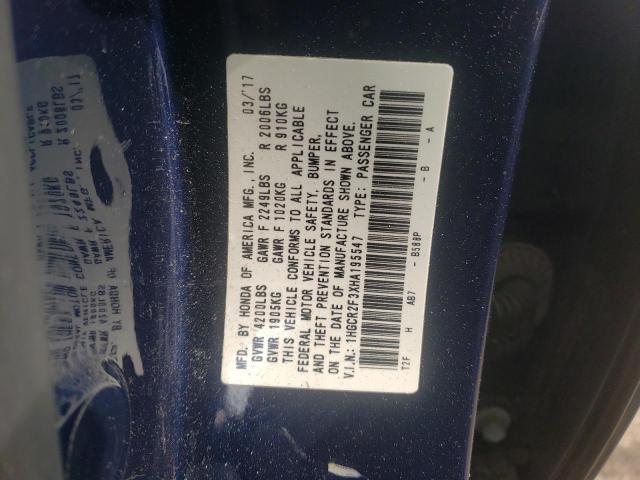 MFD. BY HONDA OF AMERICA MFG., INC. 03/'17
GVWR 4200LBS GAWR F 2249LBS R 2006LBS
GVWR 1905KG GAWR F 1020KG R 910KG
THIS VEHICLE CONFORMS TO ALL APPLICABLE
FEDERAL MOTOR VEHICLE SAFETY, BUMPER,
AND THEFT PREVENTION STANDARDS IN EFFECT
ON THE DATE OF MANUFACTURE SHOWN ABOVE.
V.I.N.: 1HGCR2F3XHA195547 TYPE: PASSENGER CAR
T2F H AB7 - B588P - B - A